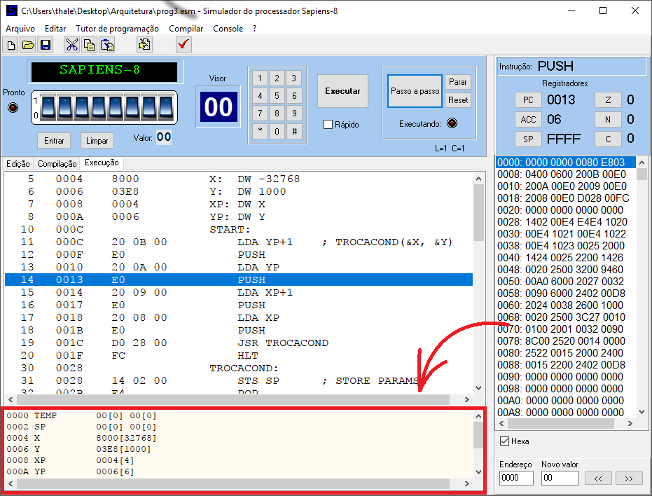 C:\Users\thale\Desktop\Arquitetura\prog3.asm - Simulador do processador Sapiens-8
Arquivo Editar Tutor de programação Compilar Console ?
SAPIENS-8
Pronto
1
0
Entrar Limpar Valor: 00
Visor
00
1 2 3
4 5 6
7 8 9
* 0 #
Executar
Rápido
Passo a passo
Parar
Reset
Executando:
L=1 C=1
Instrução: PUSH
Registradores
PC 0013 Z 0
ACC 06 N 0
SP FFFF C 0
Edição Compilação Execução
5 0004 8000 X: DW -32768
6 0006 03E8 Y: DW 1000
7 0008 0004 XP: DW X
8 000A 0006 YP: DW Y
10 000C START:
11 000C 20 0B 00 LDA YP+1 ; TROCACOND(&X, &Y)
12 000F E0 PUSH
13 0010 20 0A 00 LDA YP
14 0013 E0 PUSH
15 0014 20 09 00 LDA XP+1
16 0017 E0 PUSH
17 0018 20 08 00 LDA XP
18 001B E0 PUSH
19 001C D0 28 00 JSR TROCACOND
20 001F FC HLT
30 0028 TROCACOND:
31 0028 14 02 00 STS SP ; STORE PARAMS
32 002B E4 POP
0000 TEMP 00[0] 00[0]
0002 SP 00[0] 00[0]
0004 X 8000[32768]
0006 Y 03E8[1000]
0008 XP 0004[4]
000A YP 0006[6]
0000: 0000 0000 0080 E803
0008: 0400 0600 200B 00E0
0010: 200A 00E0 2009 00E0
0018: 2008 00E0 D028 00FC
0020: 0000 0000 0000 0000
0028: 1402 00E4 E4E4 1020
0030: 00E4 1021 00E4 1022
0038: 00E4 1023 0025 2000
0040: 1424 0025 2200 1426
0048: 0020 2500 3200 9460
0050: 00A0 6000 2027 0032
0058: 0090 6000 2402 00D8
0060: 2024 0038 2600 1000
0068: 0020 2500 3C27 0010
0070: 0100 2001 0032 0090
0078: 8C00 2520 0014 0000
0080: 2522 0015 2000 2400
0088: 0015 2200 2402 00D8
0090: 0000 0000 0000 0000
0098: 0000 0000 0000 0000
00A0: 0000 0000 0000 0000
00A8: 0000 0000 0000 0000
Hexa
Endereço Novo valor
0000 00 << >>